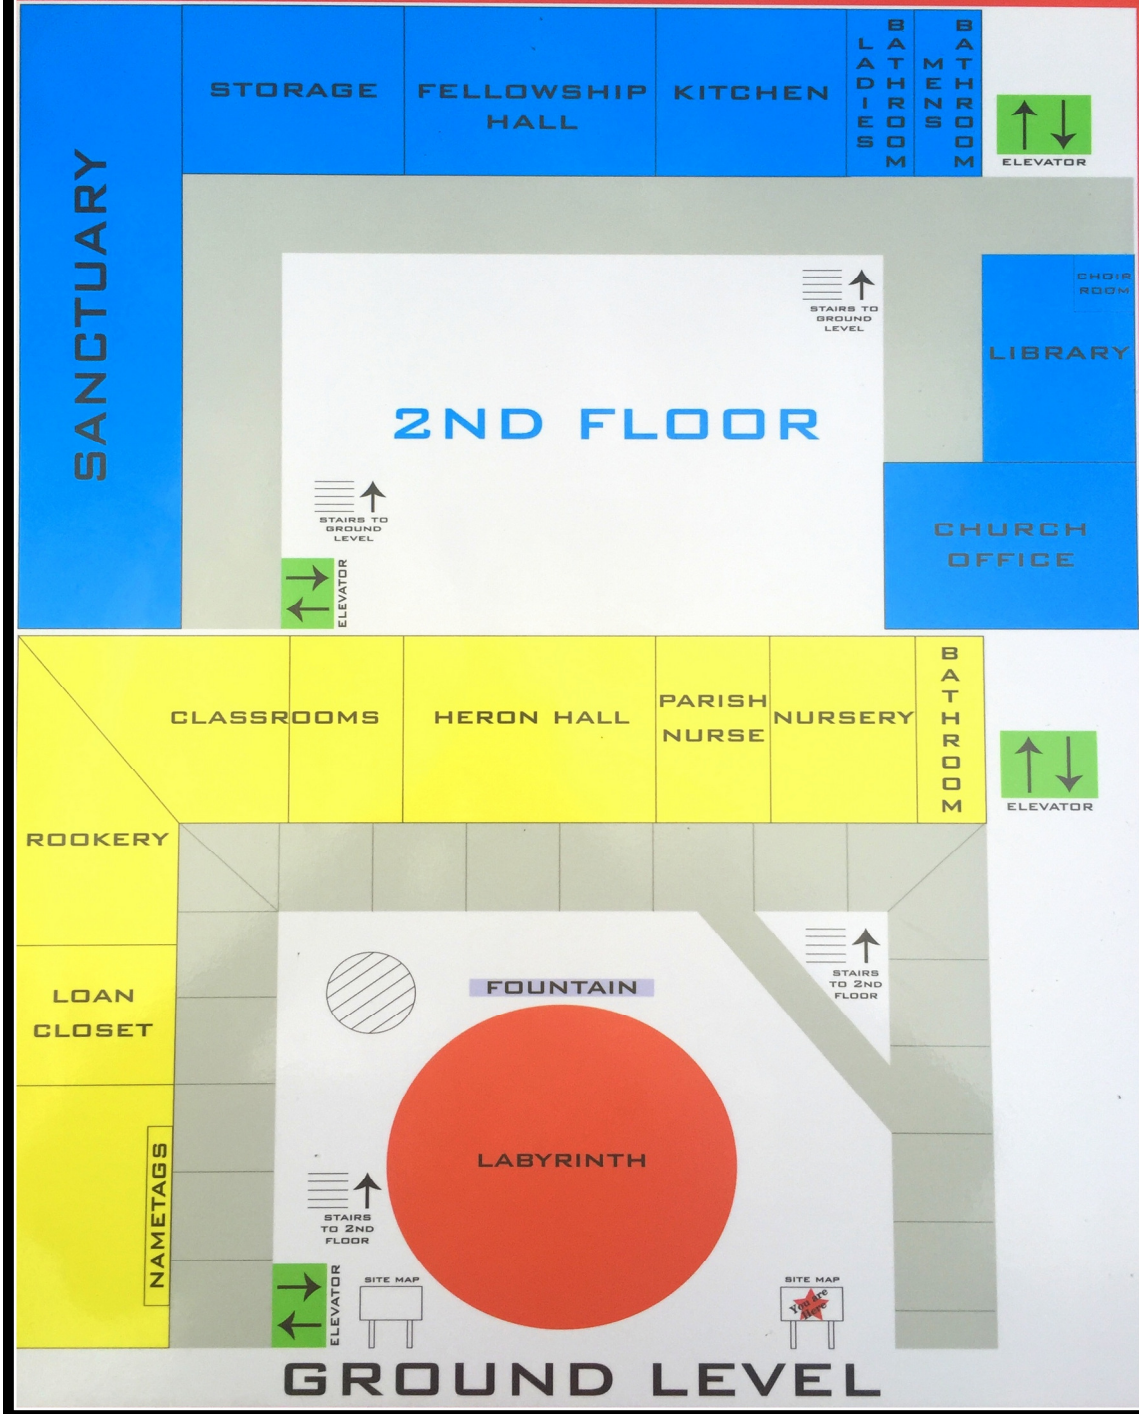 STORAGE
FELLOWSHIP
HALL
KITCHEN
LADIES
BATHROOM
MENS
BATHROOM
ELEVATOR
SANCTUARY
CHOIR
ROOM
LIBRARY
STAIRS TO
GROUND
LEVEL
2ND FLOOR
STAIRS TO
GROUND
LEVEL
ELEVATOR
CHURCH
OFFICE
CLASSROOMS
HERON HALL
PARISH
NURSE
NURSERY
BATHROOM
ELEVATOR
ROOKERY
LOAN
CLOSET
NAMETAGS
FOUNTAIN
STAIRS
TO 2ND
FLOOR
LABYRINTH
STAIRS
TO 2ND
FLOOR
ELEVATOR
SITE MAP
SITE MAP
You are
Here
GROUND LEVEL